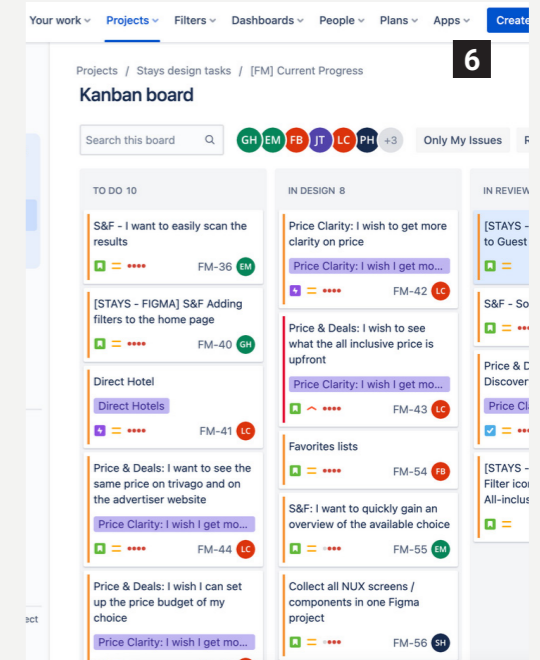 Your work Projects Filters Dashboards People Plans Apps Create
6
Projects / Stays design tasks / [FM] Current Progress
Kanban board
Search this board GH EM FB JT LC PH +3 Only My Issues R
TO DO 10
S&F - I want to easily scan the
results
FM-36 EM
[STAYS - FIGMA] S&F Adding
filters to the home page
FM-40 GH
Direct Hotel
Direct Hotels
FM-41 LC
Price & Deals: I want to see the
same price on trivago and on
the advertiser website
Price Clarity: I wish I get mo...
FM-44 LC
Price & Deals: I wish I can set
up the price budget of my
choice
Price Clarity: I wish I get mo...
IN DESIGN 8
Price Clarity: I wish to get more
clarity on price
Price Clarity: I wish I get mo...
FM-42 LC
Price & Deals: I wish to see
what the all inclusive price is
upfront
Price Clarity: I wish I get mo...
FM-43 LC
Favorites lists
FM-54 FB
S&F: I want to quickly gain an
overview of the available choice
FM-55 EM
Collect all NUX screens /
components in one Figma
project
FM-56 SH
IN REVIEW
[STAYS -
to Guest
S&F - So
Price & D
Discover
Price Cla
[STAYS -
Filter ico
All-inclus
ect